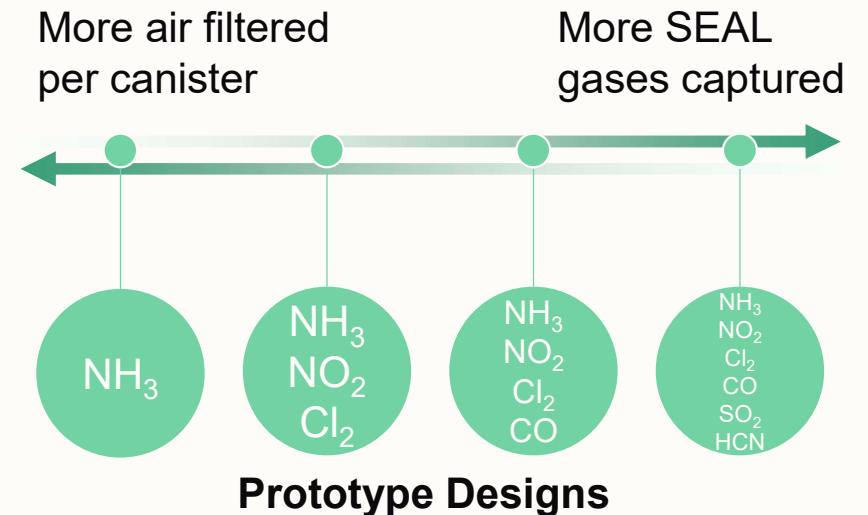 More air filtered
per canister
More SEAL
gases captured
NH₃
NH₃
NO₂
Cl₂
NH₃
NO₂
Cl₂
CO
NH₃
NO₂
Cl₂
CO
SO₂
HCN
Prototype Designs